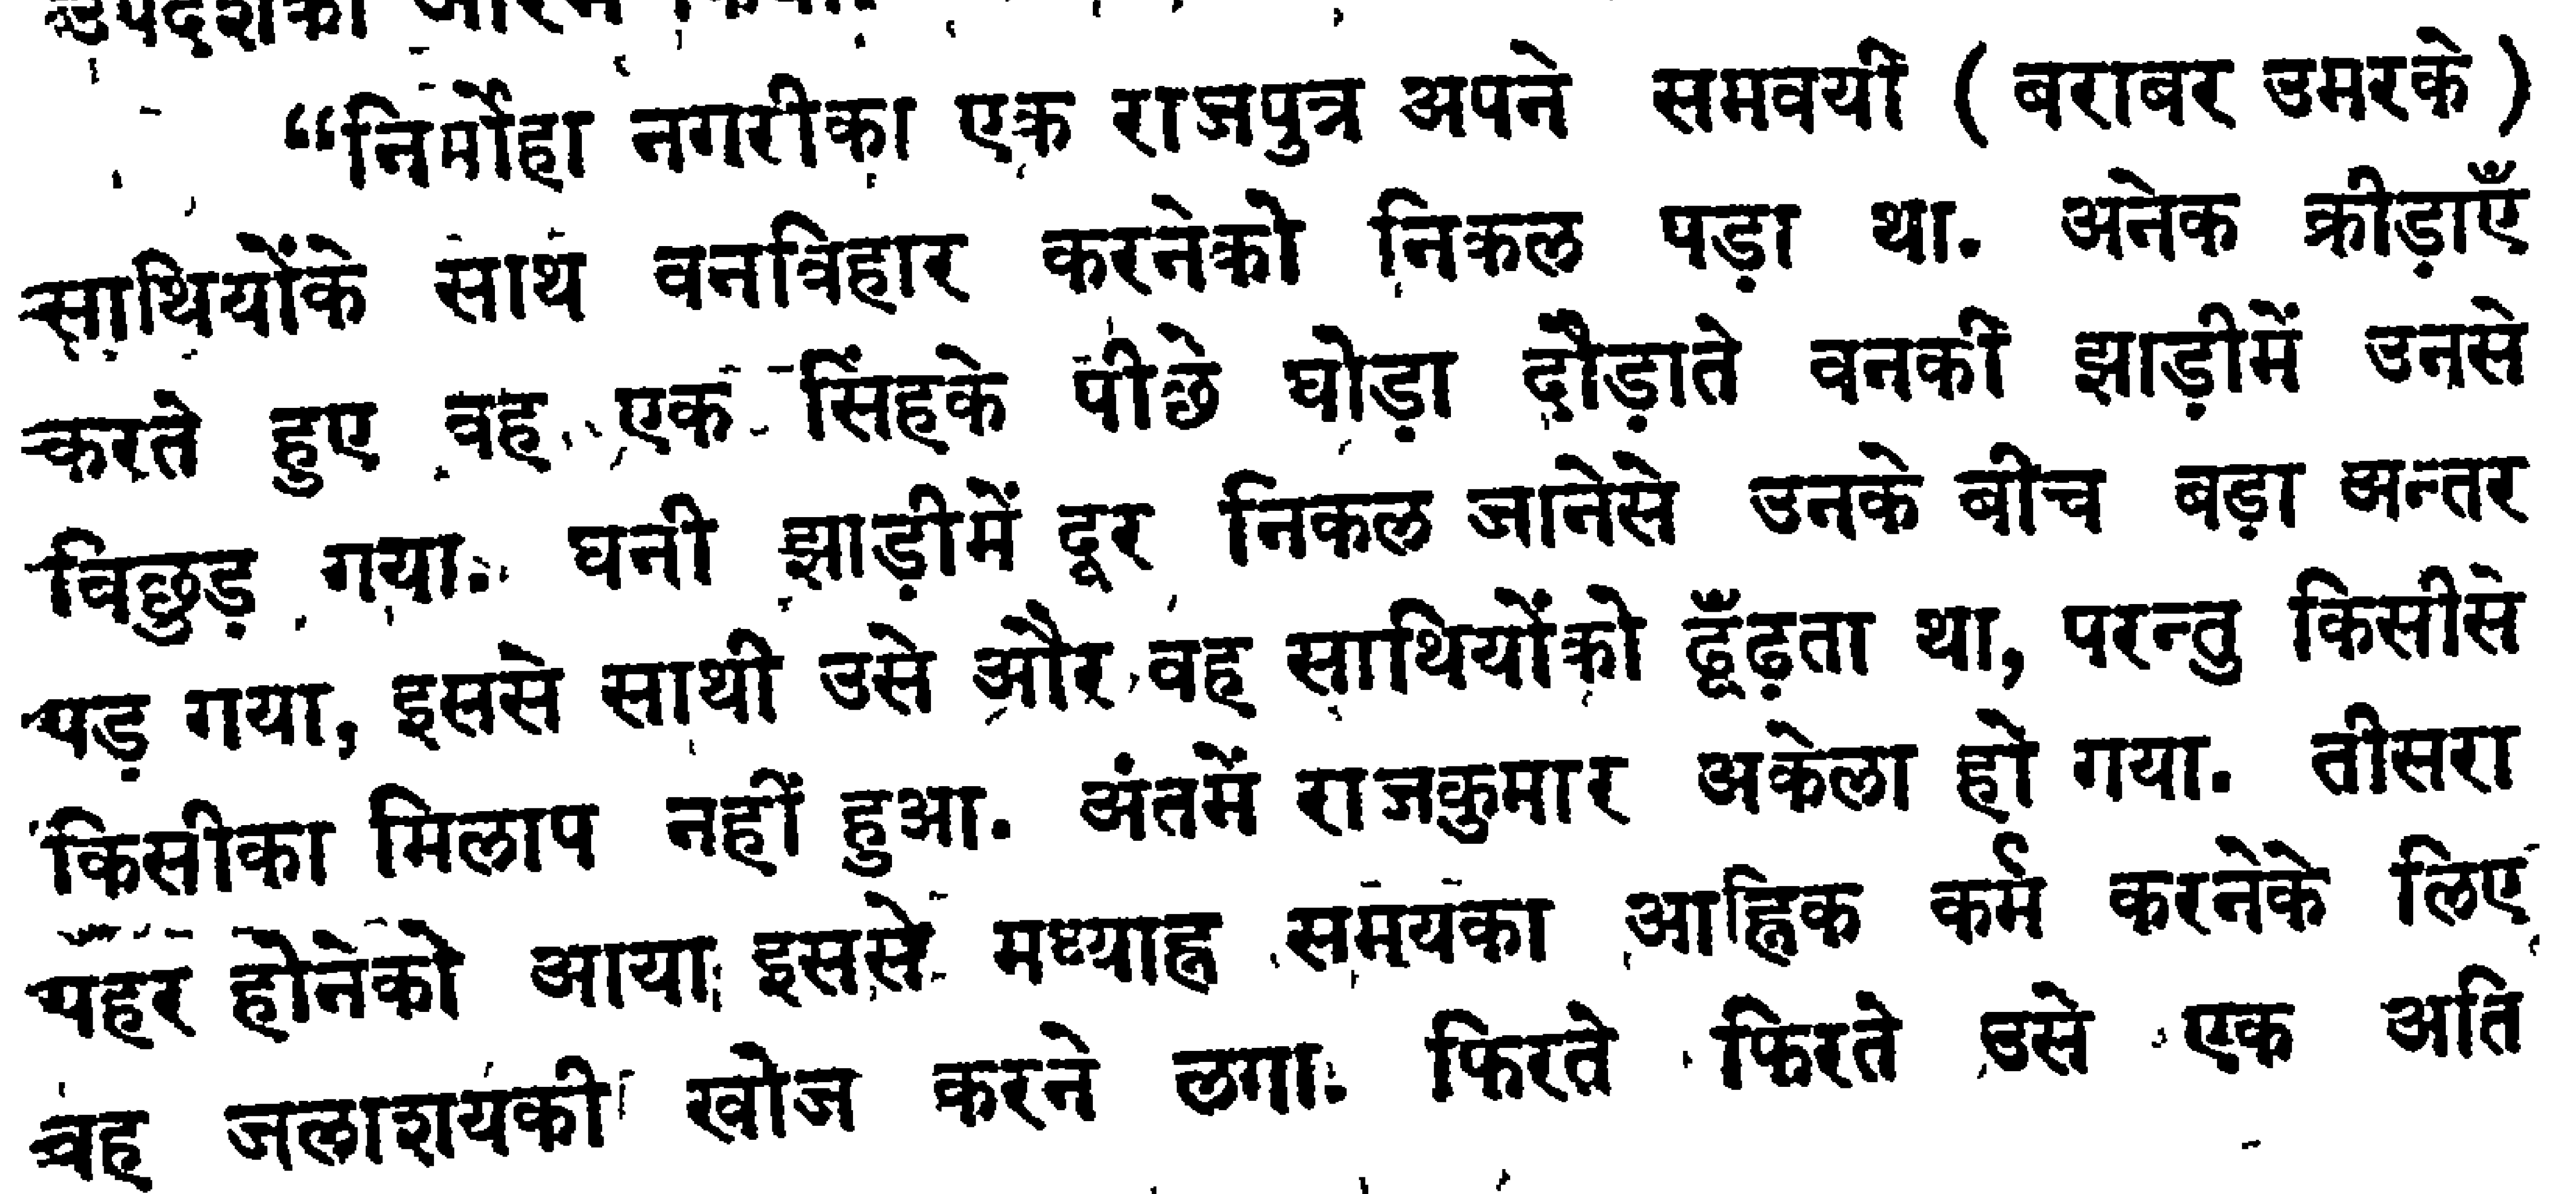 “निर्मोहा नगरीका एक राजपुत्र अपने समवयी ( बराबर उमरके )
साथियोंके साथ वनविहार करनेको निकल पड़ा था. अनेक क्रीड़ाएँ
करते हुए वह एक सिंहके पीछे घोड़ा दौड़ाते वनकी झाड़ीमें उनसे
विछुड़ गया. घनी झाड़ीमें दूर निकल जानेसे उनके बीच बड़ा अन्तर
पड़ गया, इससे साथी उसे और वह साथियोंको ढूँढ़ता था, परन्तु किसीसे
किसीका मिलाप नहीं हुआ. अंतमें राजकुमार अकेला हो गया. तीसरा
पहर होनेको आया इससे मध्याह्न समयका आह्निक कर्म करनेके लिए
वह जलाशयकी खोज करने लगा. फिरते फिरते उसे एक अति